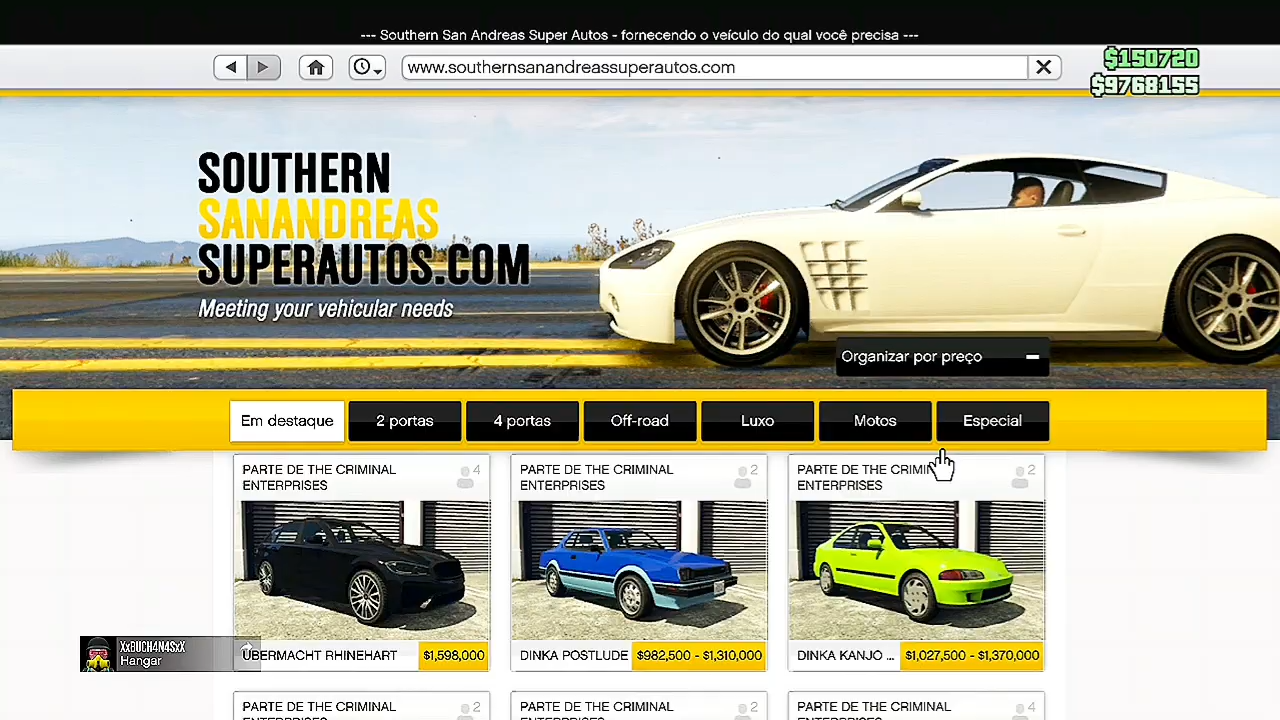 --- Southern San Andreas Super Autos - fornecendo o veículo do qual você precisa ---
www.southernsanandreassuperautos.com
$150720
$9768155
SOUTHERN
SANANDREAS
SUPERAUTOS.COM
Meeting your vehicular needs
Organizar por preço
Em destaque
2 portas
4 portas
Off-road
Luxo
Motos
Especial
PARTE DE THE CRIMINAL
ENTERPRISES
4
PARTE DE THE CRIMINAL
ENTERPRISES
2
PARTE DE THE
ENTERPRISES
2
XxBUCH4N4SxX
Hangar
ÜBERMACHT RHINEHART
$1,598,000
DINKA POSTLUDE
$982,500 - $1,310,000
DINKA KANJO ...
$1,027,500 - $1,370,000
PARTE DE THE CRIMINAL
2
PARTE DE THE CRIMINAL
2
PARTE DE THE CRIMINAL
4